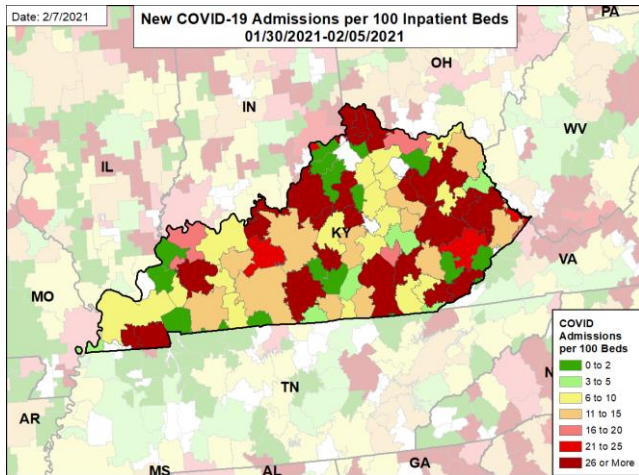 Date: 2/7/2021
New COVID-19 Admissions per 100 Inpatient Beds
01/30/2021-02/05/2021
PA
OH
IN
WV
IL
KY
VA
MO
TN
AR
MS
AL
GA
N
COVID
Admissions
per 100 Beds
0 to 2
3 to 5
6 to 10
11 to 15
16 to 20
21 to 25
26 or More